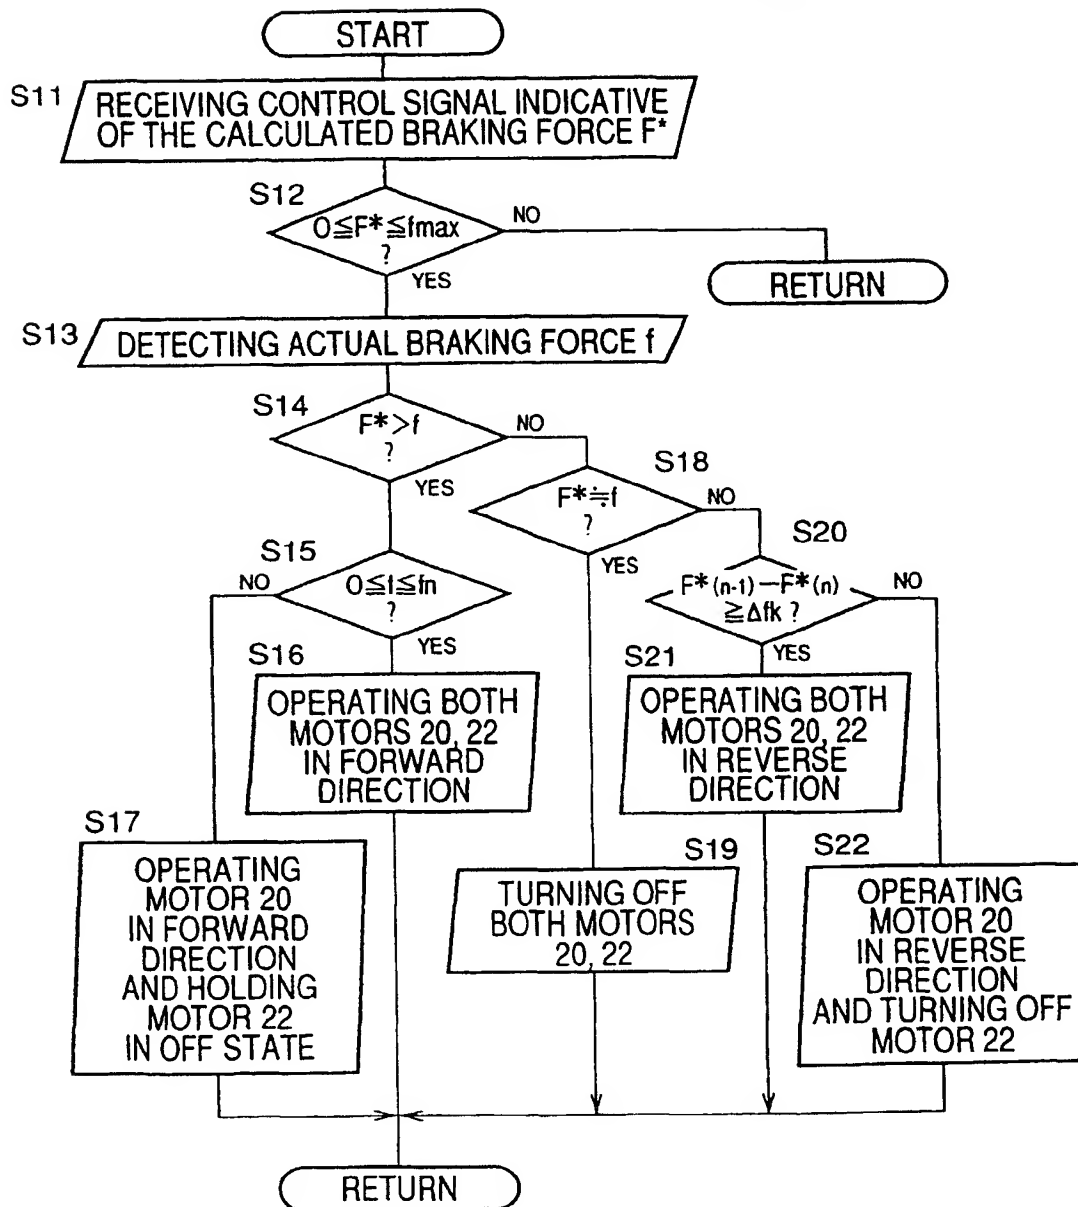 START
S11
RECEIVING CONTROL SIGNAL INDICATIVE
OF THE CALCULATED BRAKING FORCE F*
S12
O≦F*≦fmax
?
NO
YES
RETURN
S13
DETECTING ACTUAL BRAKING FORCE f
S14
F*>f
?
NO
YES
S18
F*≒f
?
NO
YES
S20
F*(n-1)−F*(n)
≧Δfk ?
NO
YES
S15
NO
O≦f≦fn
?
YES
S16
OPERATING BOTH
MOTORS 20, 22
IN FORWARD
DIRECTION
S21
OPERATING BOTH
MOTORS 20, 22
IN REVERSE
DIRECTION
S17
OPERATING
MOTOR 20
IN FORWARD
DIRECTION
AND HOLDING
MOTOR 22
IN OFF STATE
S19
TURNING OFF
BOTH MOTORS
20, 22
S22
OPERATING
MOTOR 20
IN REVERSE
DIRECTION
AND TURNING OFF
MOTOR 22
RETURN